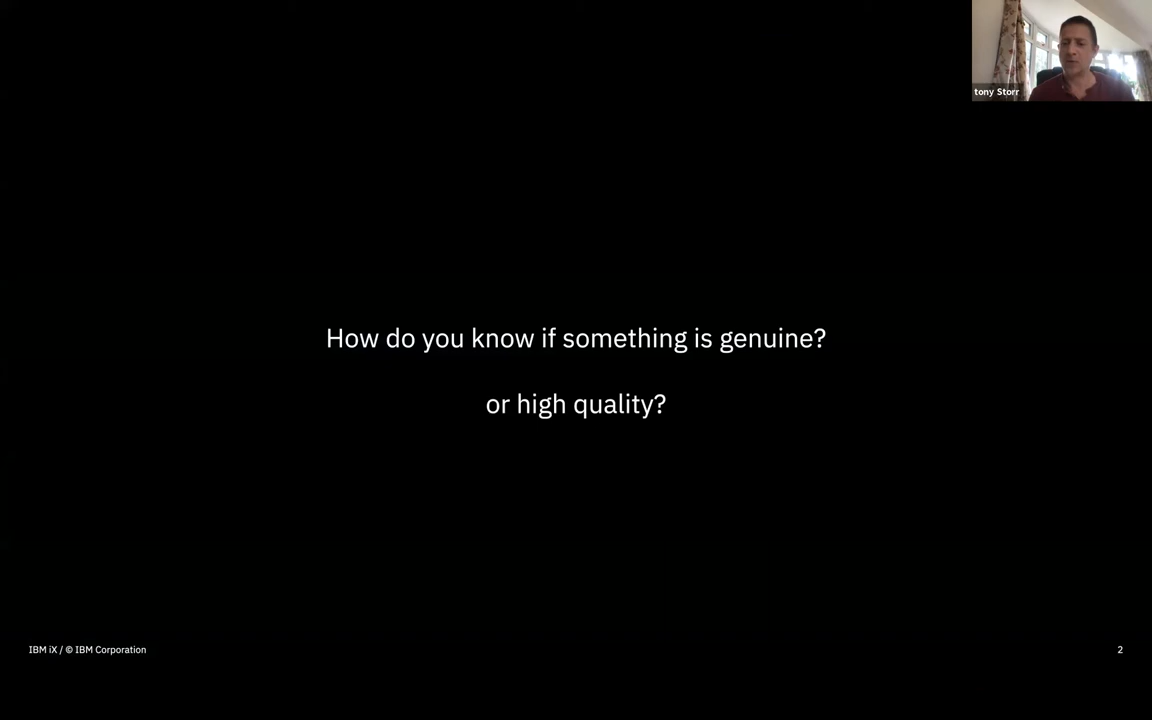 tony Storr
How do you know if something is genuine?
or high quality?
IBM iX / © IBM Corporation
2